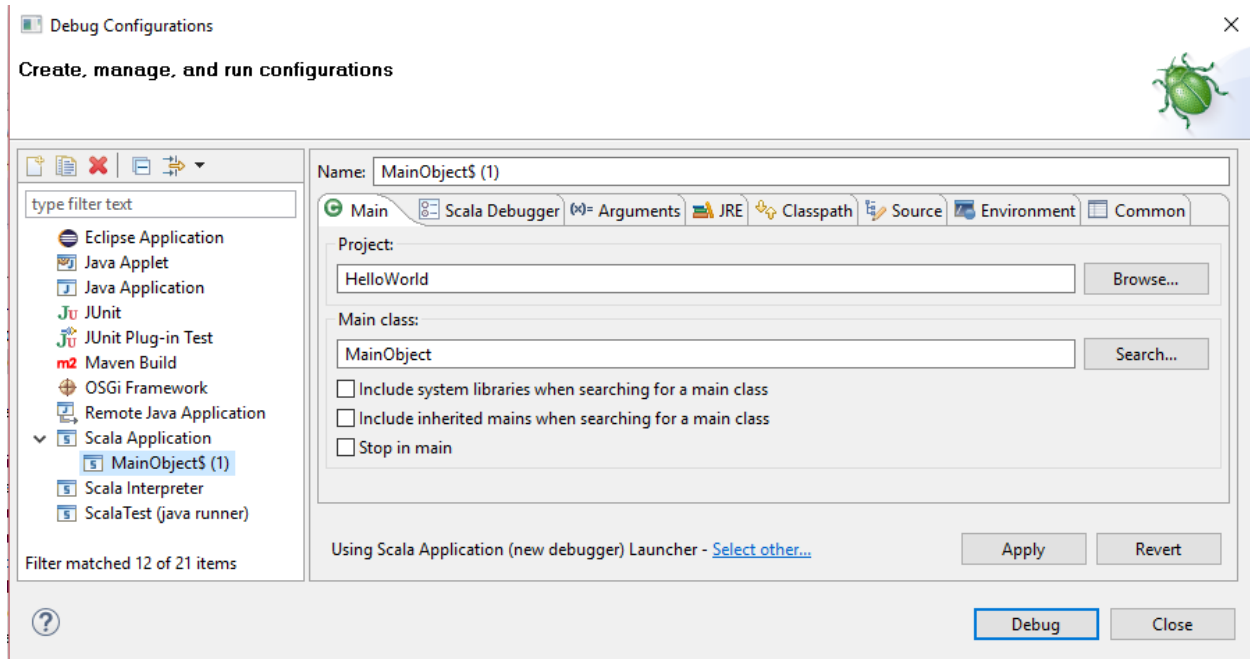 Debug Configurations
Create, manage, and run configurations
type filter text
Eclipse Application
Java Applet
Java Application
Ju JUnit
JUnit Plug-in Test
m2 Maven Build
OSGi Framework
Remote Java Application
Scala Application
MainObject$ (1)
Scala Interpreter
ScalaTest (java runner)
Filter matched 12 of 21 items
Name: MainObject$ (1)
Main Scala Debugger (x)= Arguments JRE Classpath Source Environment Common
Project:
HelloWorld Browse...
Main class:
MainObject Search...
Include system libraries when searching for a main class
Include inherited mains when searching for a main class
Stop in main
Using Scala Application (new debugger) Launcher - Select other... Apply Revert
Debug Close